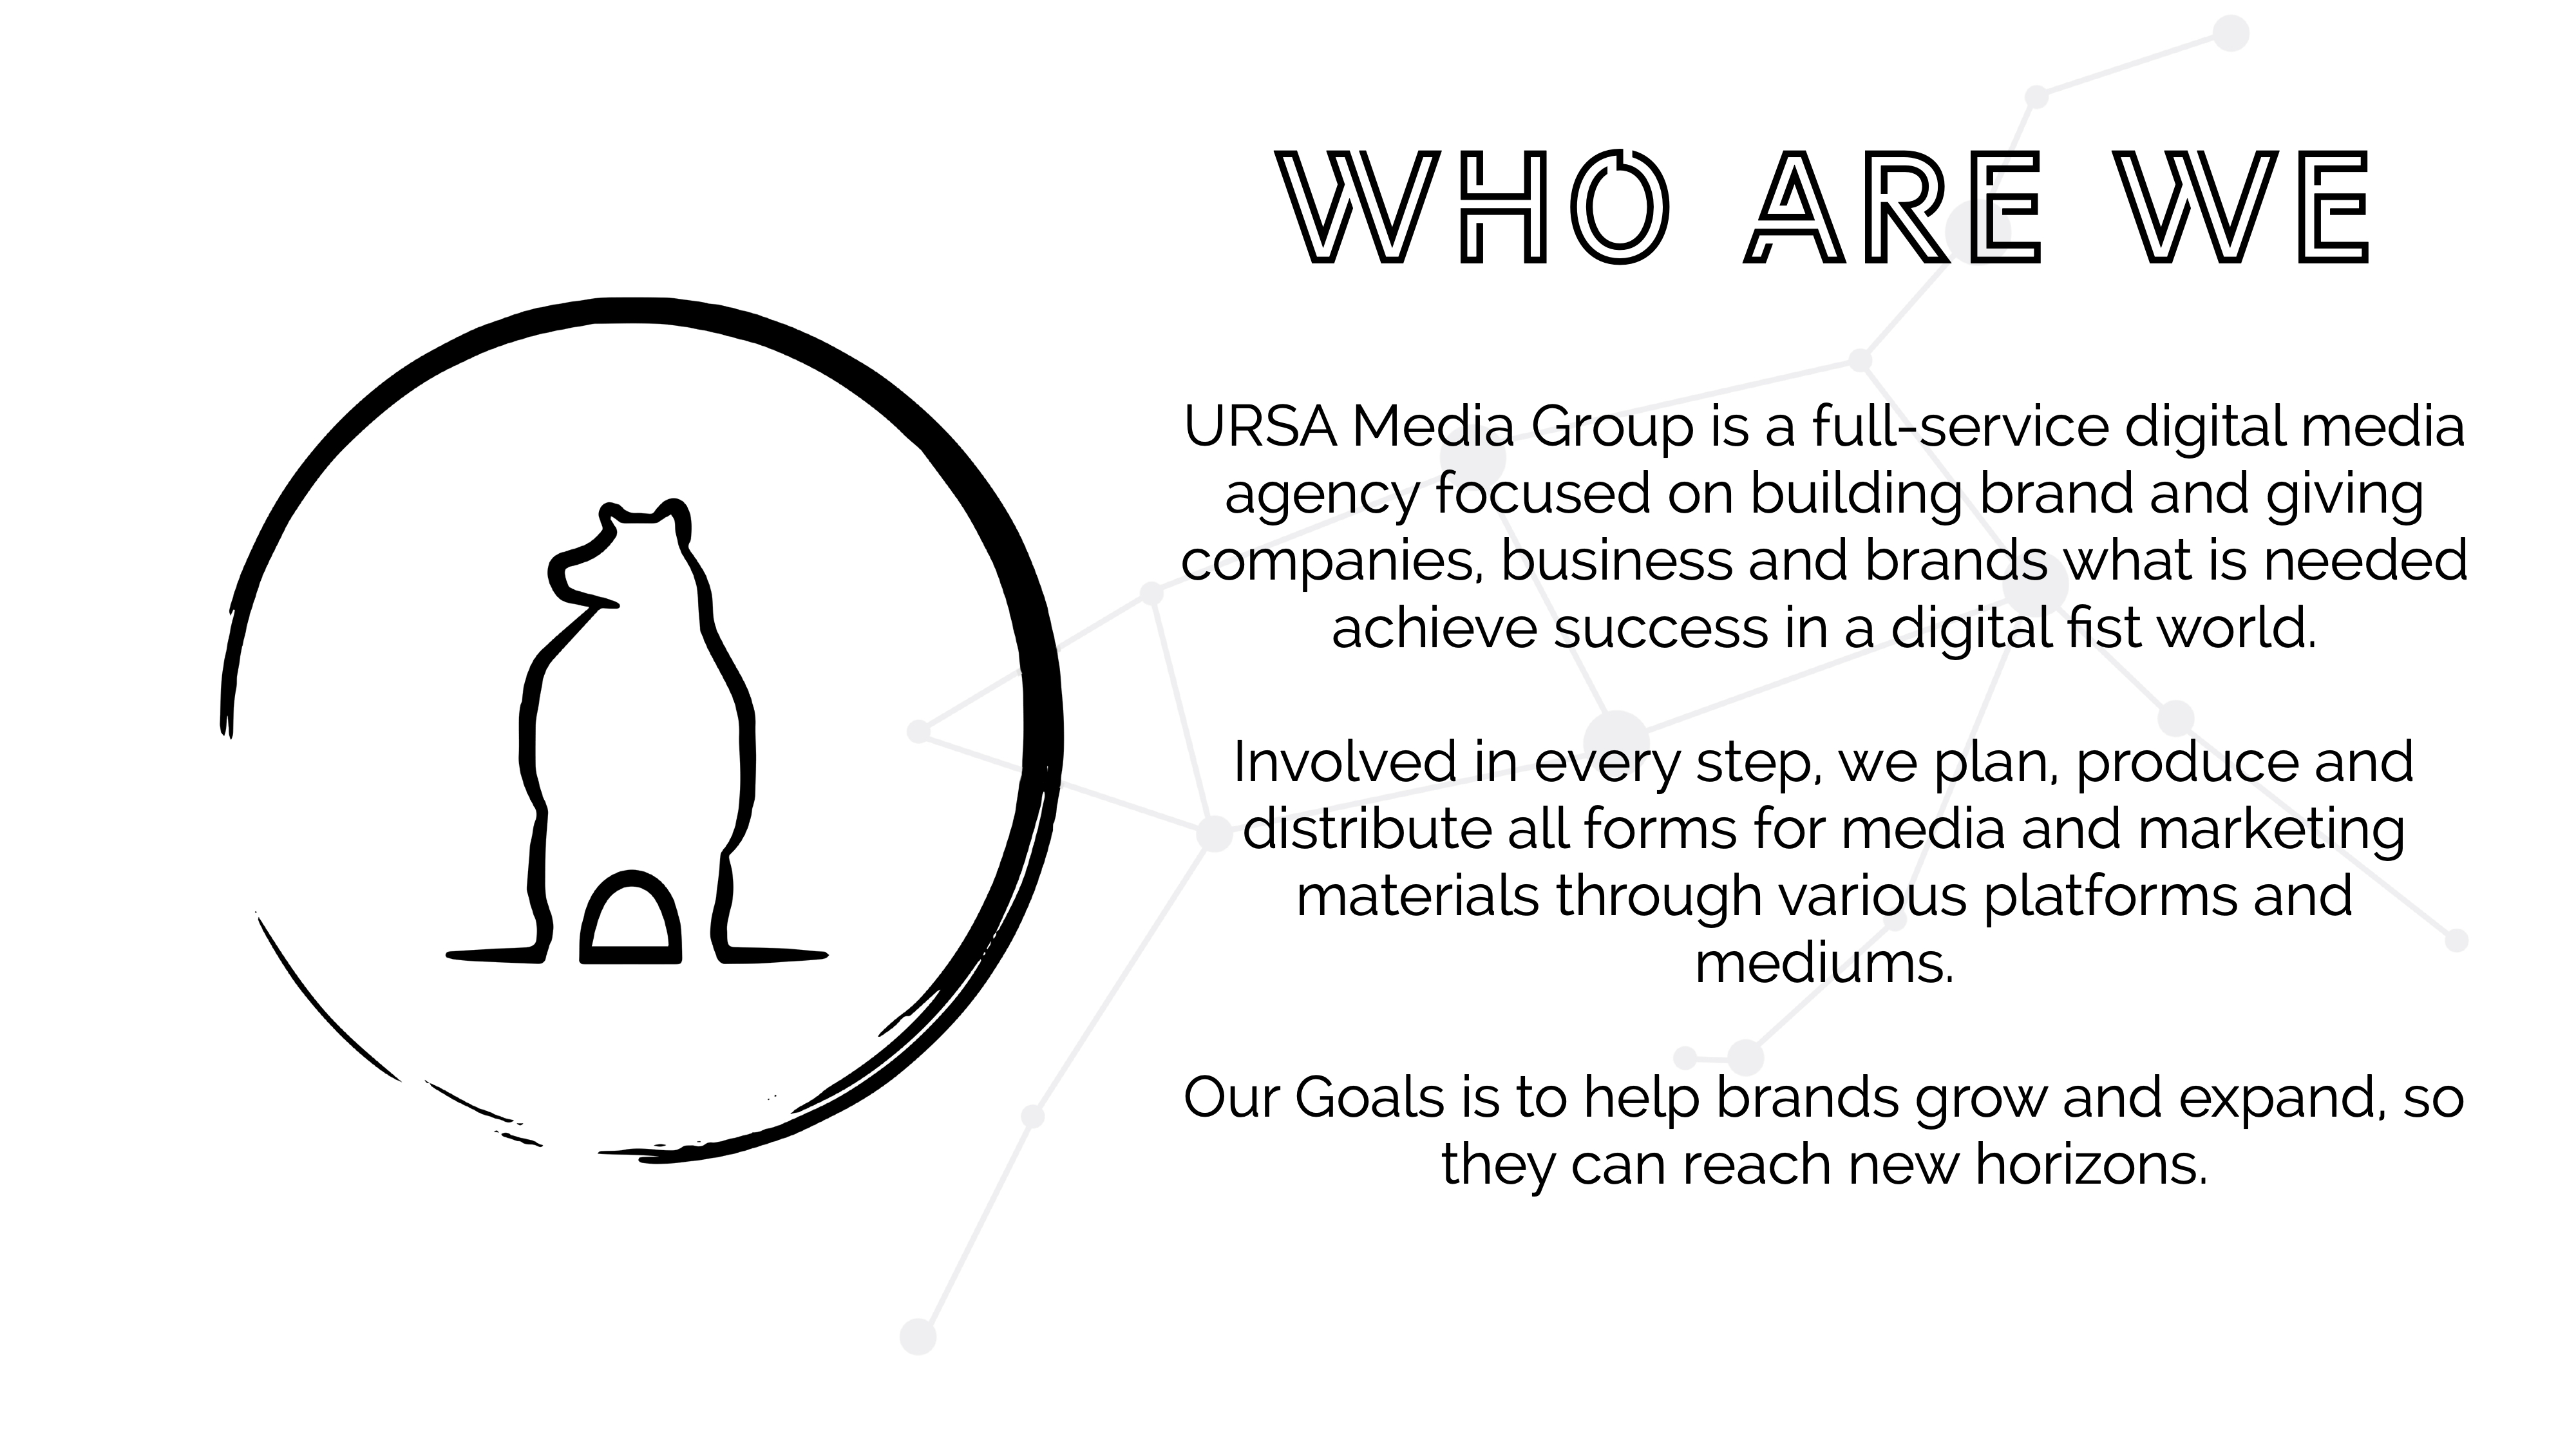 WHO ARE WE
URSA Media Group is a full-service digital media
agency focused on building brand and giving
companies, business and brands what is needed
achieve success in a digital fist world.
Involved in every step, we plan, produce and
distribute all forms for media and marketing
materials through various platforms and
mediums.
Our Goals is to help brands grow and expand, so
they can reach new horizons.